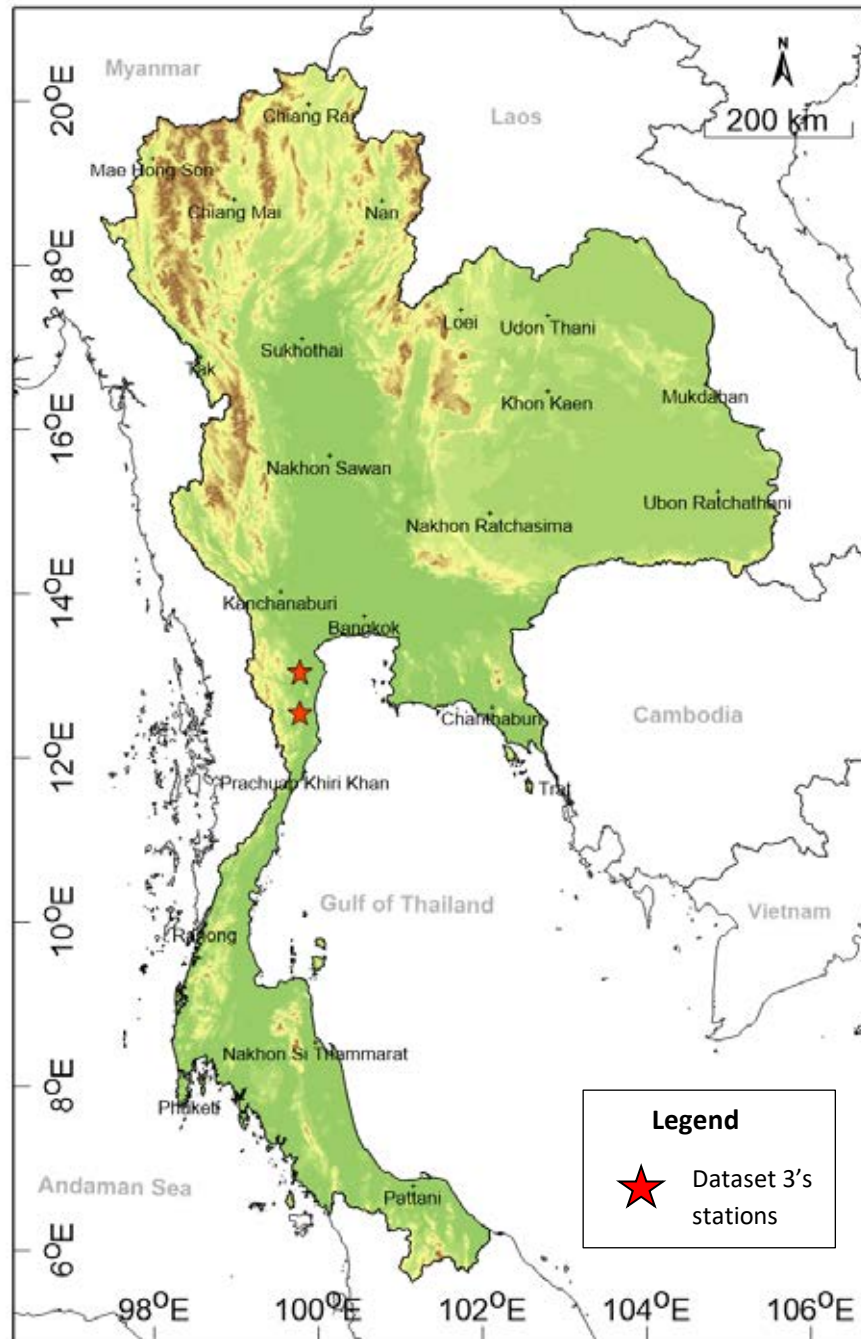 Myanmar
N
20°E
Chiang Rai
Laos
200 km
Mae Hong Son
Chiang Mai
Nan
18°E
Loei
Udon Thani
Sukhothai
Tak
Khon Kaen
Mukdahan
16°E
Nakhon Sawan
Ubon Ratchathani
Nakhon Ratchasima
14°E
Kanchanaburi
Bangkok
Chanthaburi
Cambodia
12°E
Prachuap Khiri Khan
Trat
Gulf of Thailand
Vietnam
10°E
Ranong
Nakhon Si Thammarat
8°E
Phuket
Legend
Andaman Sea
Pattani
Dataset 3's
stations
6°E
98°E
100°E
102°E
104°E
106°E